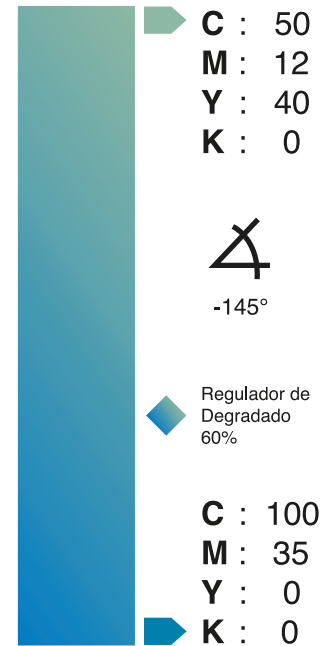 C : 50
M : 12
Y : 40
K : 0
-145°
Regulador de
Degradado
60%
C : 100
M : 35
Y : 0
K : 0